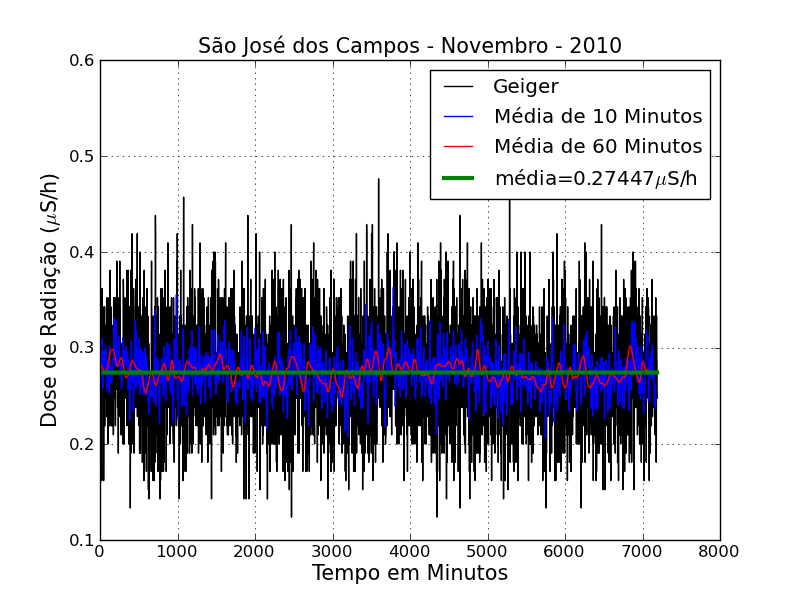 São José dos Campos - Novembro - 2010
Geiger
Média de 10 Minutos
Média de 60 Minutos
média=0.27447μS/h
Dose de Radiação (μS/h)
0.6
0.5
0.4
0.3
0.2
0.1
0 1000 2000 3000 4000 5000 6000 7000 8000
Tempo em Minutos